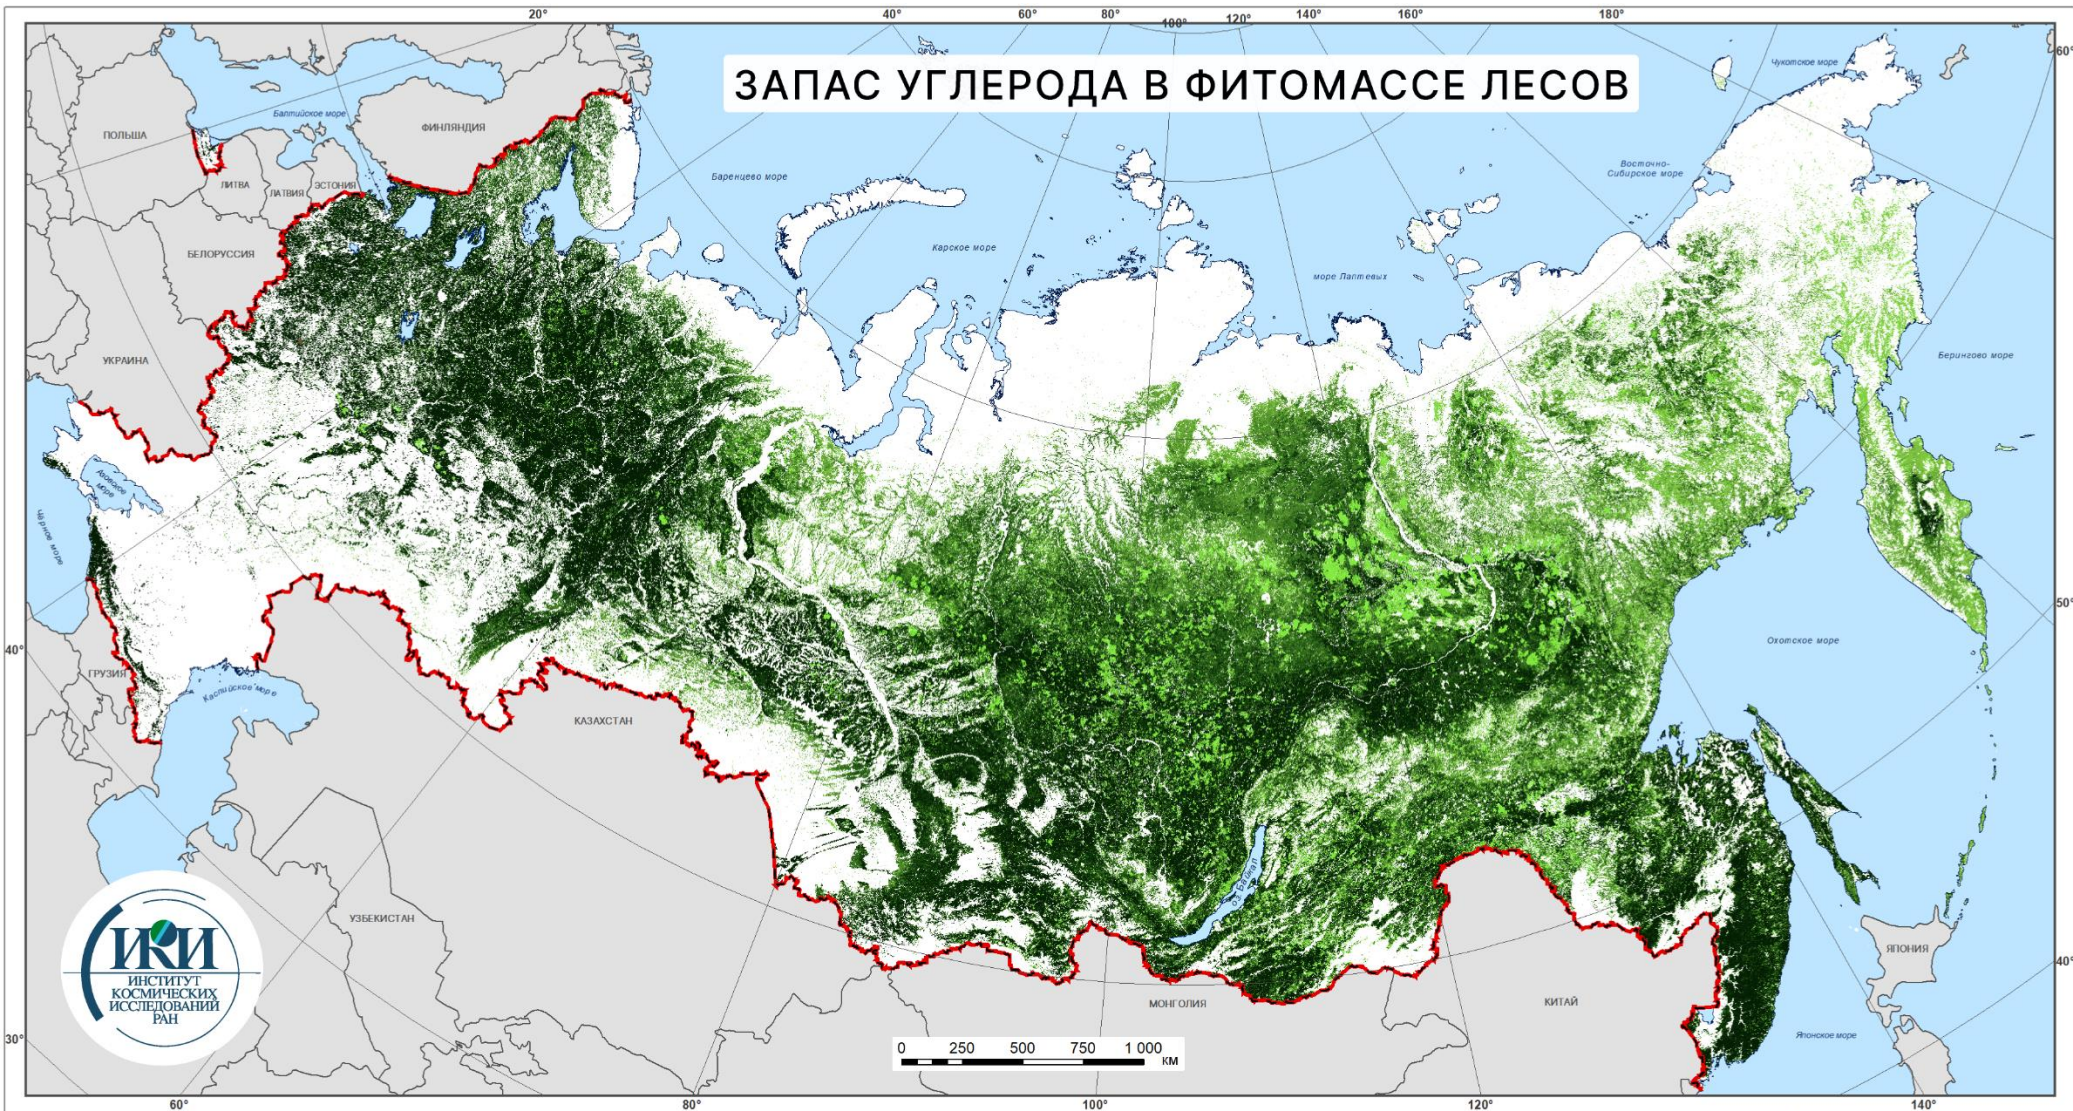 20°
40°
60°
80°
100°
120°
140°
160°
180°
60°
ЗАПАС УГЛЕРОДА В ФИТОМАССЕ ЛЕСОВ
Чукотское море
Балтийское море
ФИНЛЯНДИЯ
ПОЛЬША
Баренцево море
Восточно-
Сибирское море
ЛИТВА
ЛАТВИЯ
ЭСТОНИЯ
Карское море
море Лаптевых
БЕЛОРУССИЯ
УКРАИНА
Берингово море
Азовское
море
Чёрное море
50°
40°
Охотское море
ГРУЗИЯ
Каспийское море
КАЗАХСТАН
оз. Байкал
УЗБЕКИСТАН
ЯПОНИЯ
40°
ИКИ
ИНСТИТУТ
КОСМИЧЕСКИХ
ИССЛЕДОВАНИЙ
РАН
МОНГОЛИЯ
КИТАЙ
30°
Японское море
0 250 500 750 1 000
км
60°
80°
100°
120°
140°